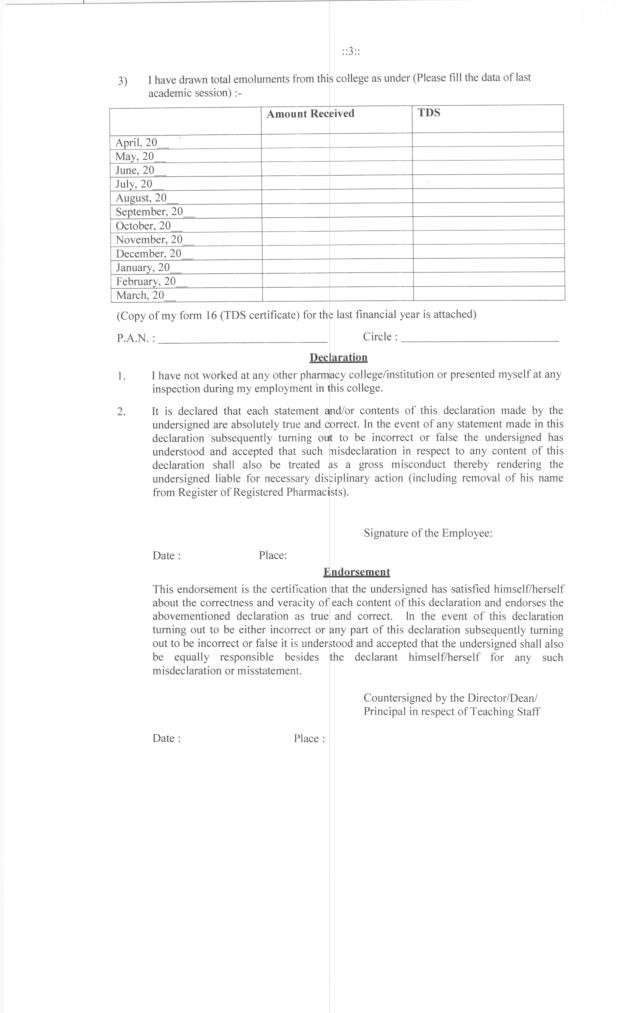 ::3::
3) I have drawn total emoluments from this college as under (Please fill the data of last
academic session) :-
Amount Received TDS
April, 20__
May, 20__
June, 20__
July, 20__
August, 20__
September, 20__
October, 20__
November, 20__
December, 20__
January, 20__
February, 20__
March, 20__
(Copy of my form 16 (TDS certificate) for the last financial year is attached)
P.A.N. : ____________________________ Circle : __________________________
Declaration
1. I have not worked at any other pharmacy college/institution or presented myself at any
inspection during my employment in this college.
2. It is declared that each statement and/or contents of this declaration made by the
undersigned are absolutely true and correct. In the event of any statement made in this
declaration subsequently turning out to be incorrect or false the undersigned has
understood and accepted that such misdeclaration in respect to any content of this
declaration shall also be treated as a gross misconduct thereby rendering the
undersigned liable for necessary disciplinary action (including removal of his name
from Register of Registered Pharmacists).
Signature of the Employee:
Date : Place:
Endorsement
This endorsement is the certification that the undersigned has satisfied himself/herself
about the correctness and veracity of each content of this declaration and endorses the
abovementioned declaration as true and correct. In the event of this declaration
turning out to be either incorrect or any part of this declaration subsequently turning
out to be incorrect or false it is understood and accepted that the undersigned shall also
be equally responsible besides the declarant himself/herself for any such
misdeclaration or misstatement.
Countersigned by the Director/Dean/
Principal in respect of Teaching Staff
Date : Place :